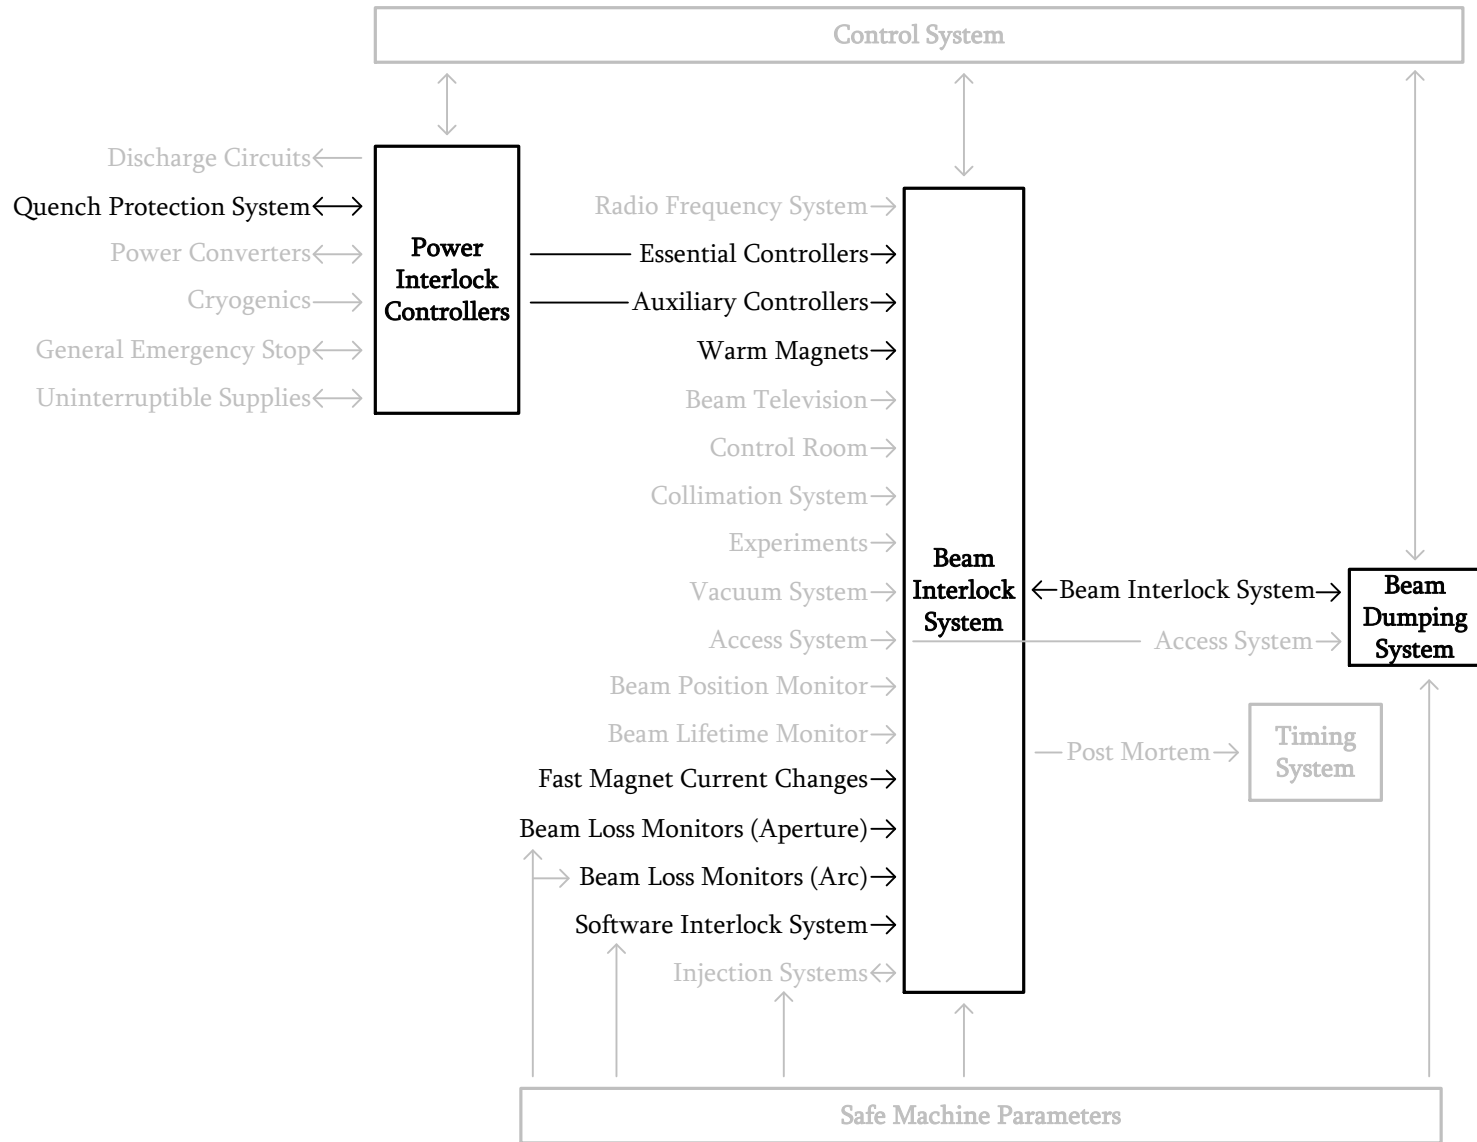 Control System
Discharge Circuits
Quench Protection System
Power Converters
Cryogenics
General Emergency Stop
Uninterruptible Supplies
Power
Interlock
Controllers
Radio Frequency System
Essential Controllers
Auxiliary Controllers
Warm Magnets
Beam Television
Control Room
Collimation System
Experiments
Vacuum System
Access System
Beam Position Monitor
Beam Lifetime Monitor
Fast Magnet Current Changes
Beam Loss Monitors (Aperture)
Beam Loss Monitors (Arc)
Software Interlock System
Injection Systems
Beam
Interlock
System
Beam Interlock System
Access System
Post Mortem
Beam
Dumping
System
Timing
System
Safe Machine Parameters